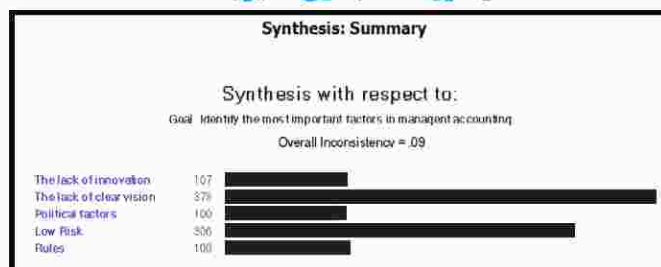 Synthesis: Summary
Synthesis with respect to:
Goal Identify the most important factors in managent accounting
Overall Inconsistency = .09
The lack of innovation 107
The lack of clear vision 379
Political factors 100
Low Risk 306
Rules 100